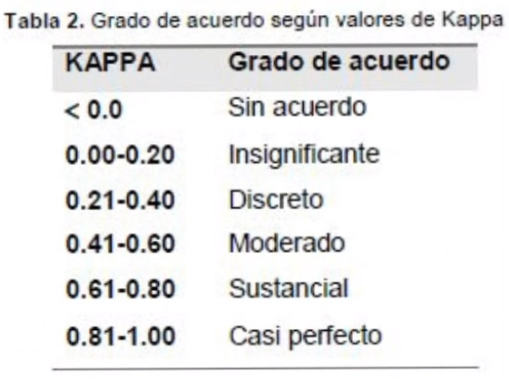 Tabla 2. Grado de acuerdo según valores de Kappa
KAPPA Grado de acuerdo
< 0.0 Sin acuerdo
0.00-0.20 Insignificante
0.21-0.40 Discreto
0.41-0.60 Moderado
0.61-0.80 Sustancial
0.81-1.00 Casi perfecto